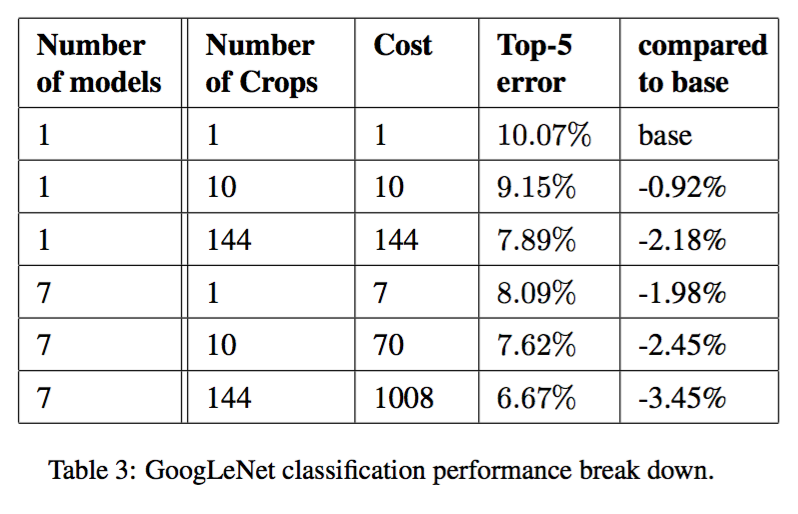 Number of models Number of Crops Cost Top-5 error compared to base
1 1 1 10.07% base
1 10 10 9.15% -0.92%
1 144 144 7.89% -2.18%
7 1 7 8.09% -1.98%
7 10 70 7.62% -2.45%
7 144 1008 6.67% -3.45%
Table 3: GoogLeNet classification performance break down.